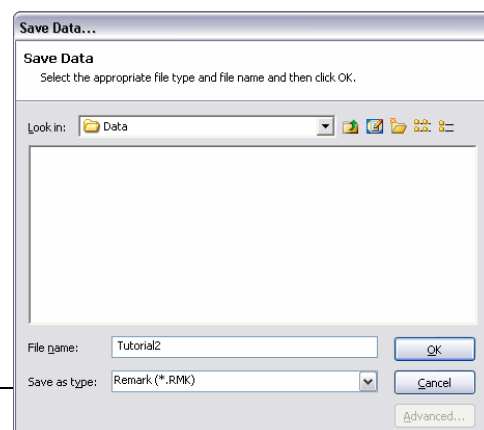 Save Data...
Save Data
Select the appropriate file type and file name and then click OK.
Look in: Data
File name: Tutorial2 OK
Save as type: Remark (*.RMK) Cancel
Advanced...